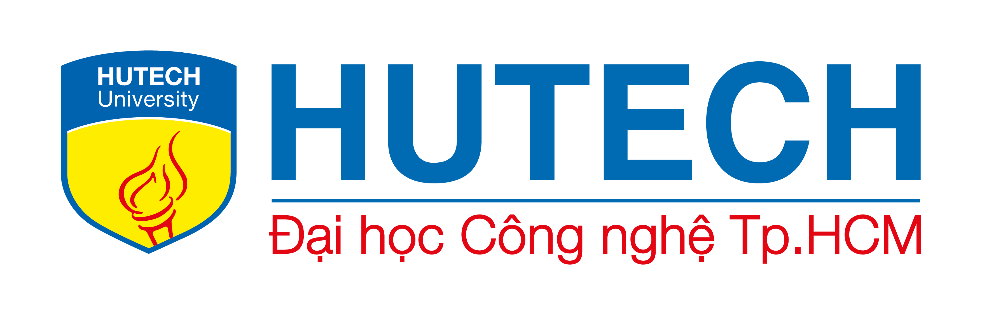 HUTECH
University
HUTECH
Đại học Công nghệ Tp.HCM